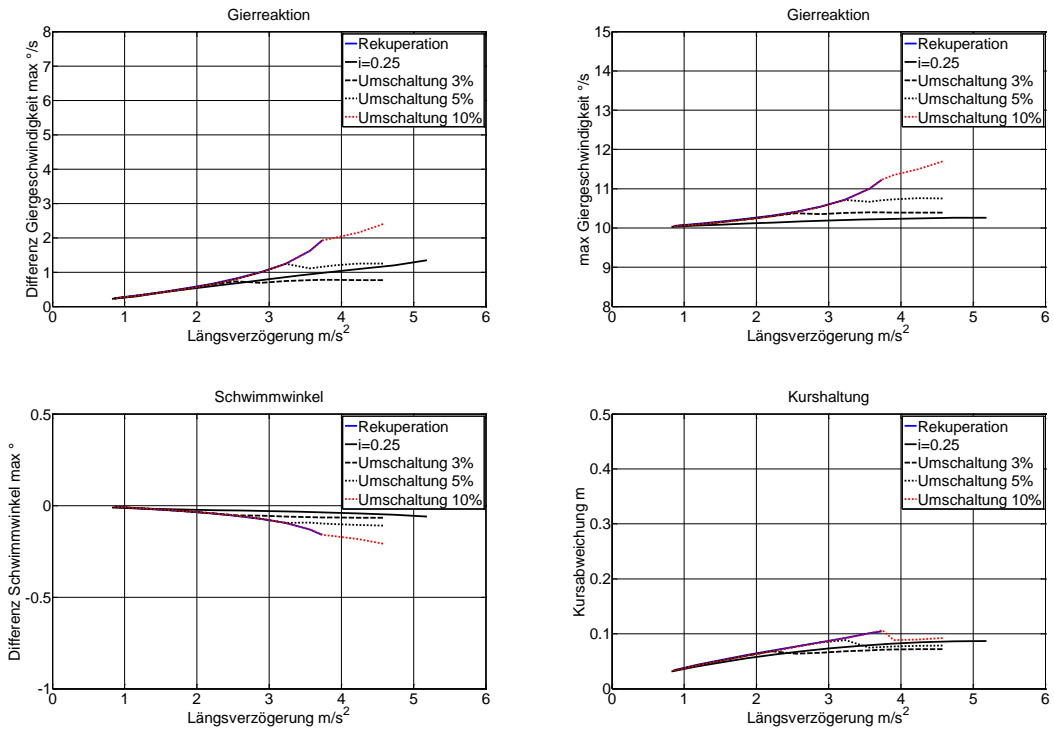 Gierreaktion
8
7
6
5
4
3
2
1
0
0
1
2
3
4
5
6
Differenz Giergeschwindigkeit max °/s
Längsverzögerung m/s²
Rekuperation
i=0.25
Umschaltung 3%
Umschaltung 5%
Umschaltung 10%
Gierreaktion
15
14
13
12
11
10
9
8
0
1
2
3
4
5
6
max Giergeschwindigkeit °/s
Längsverzögerung m/s²
Rekuperation
i=0.25
Umschaltung 3%
Umschaltung 5%
Umschaltung 10%
Schwimmwinkel
0.5
0
-0.5
-1
0
1
2
3
4
5
6
Differenz Schwimmwinkel max °
Längsverzögerung m/s²
Rekuperation
i=0.25
Umschaltung 3%
Umschaltung 5%
Umschaltung 10%
Kurshaltung
0.5
0.4
0.3
0.2
0.1
0
0
1
2
3
4
5
6
Kursabweichung m
Längsverzögerung m/s²
Rekuperation
i=0.25
Umschaltung 3%
Umschaltung 5%
Umschaltung 10%